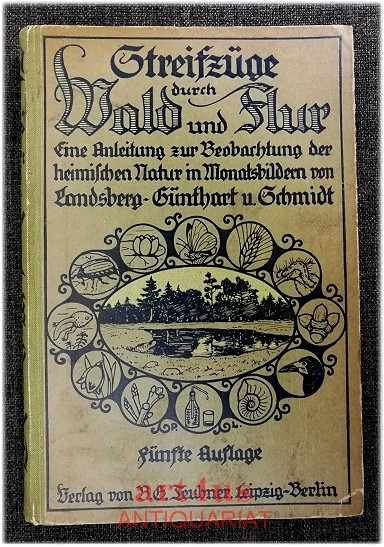 Streifzüge
durch
Wald und Flur
Eine Anleitung zur Beobachtung der
heimischen Natur in Monatsbildern von
Landsberg-Günthart u. Schmidt
P. L.
Fünfte Auflage
Verlag von B.G. Teubner. Leipzig-Berlin
ANTIQUARIAT